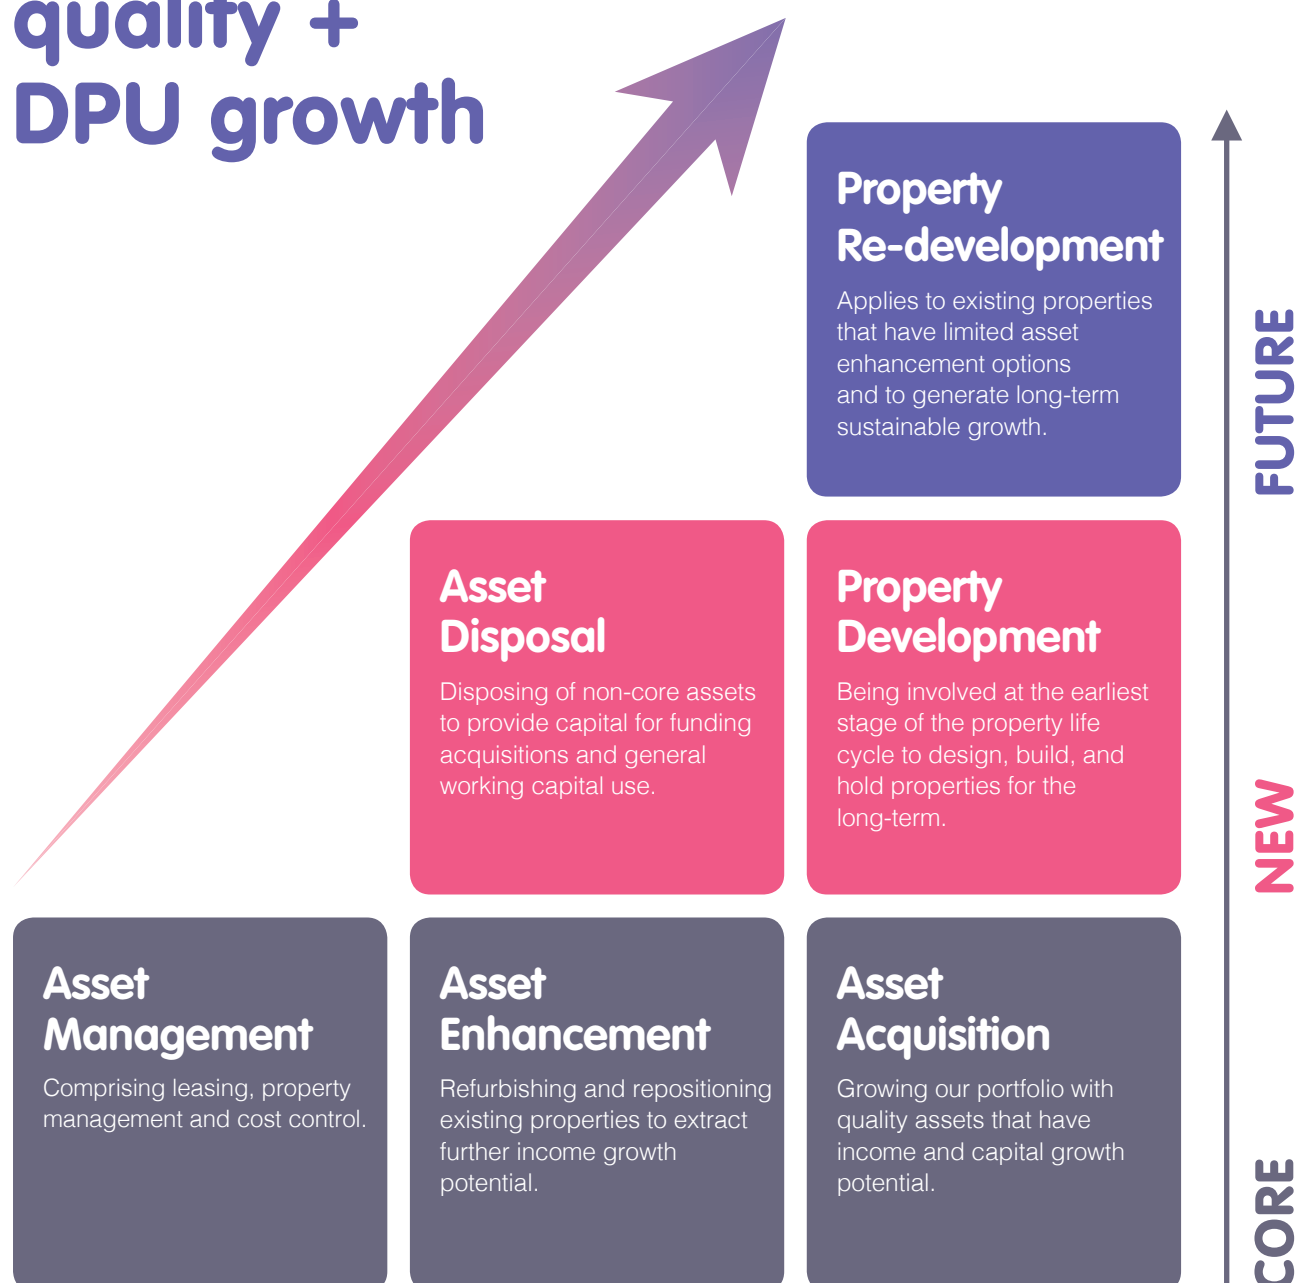 quality +
DPU growth
Property
Re-development
Applies to existing properties
that have limited asset
enhancement options
and to generate long-term
sustainable growth.
FUTURE
Asset
Disposal
Disposing of non-core assets
to provide capital for funding
acquisitions and general
working capital use.
Property
Development
Being involved at the earliest
stage of the property life
cycle to design, build, and
hold properties for the
long-term.
NEW
Asset
Management
Comprising leasing, property
management and cost control.
Asset
Enhancement
Refurbishing and repositioning
existing properties to extract
further income growth
potential.
Asset
Acquisition
Growing our portfolio with
quality assets that have
income and capital growth
potential.
CORE